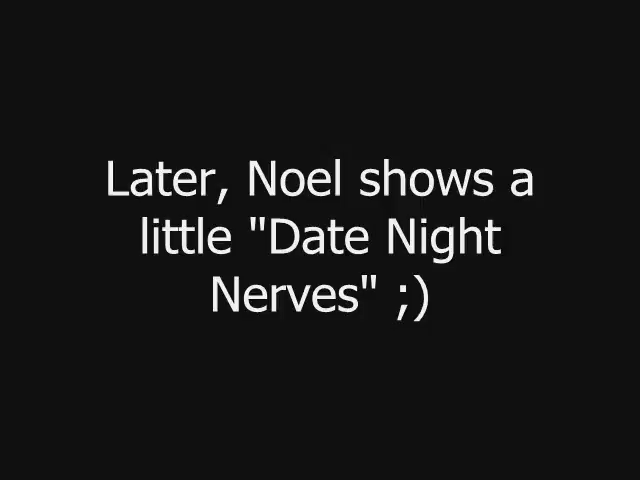 Later, Noel shows a
little "Date Night
Nerves" ;)